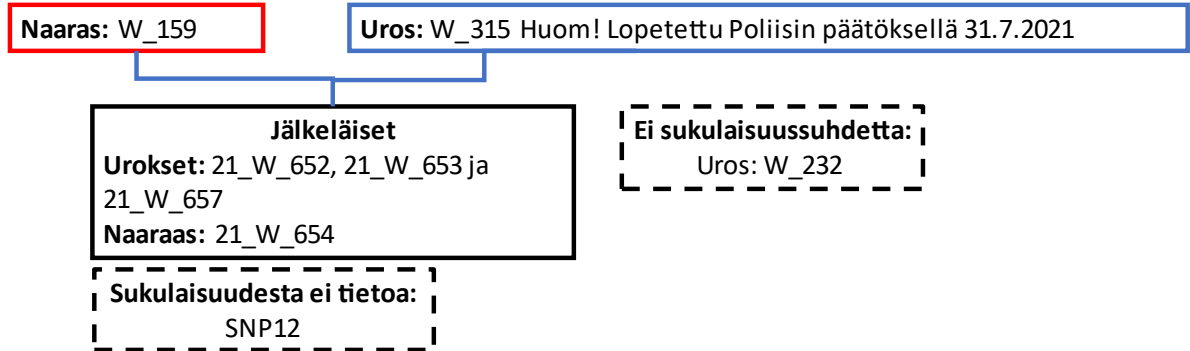 Naaras: W_159
Uros: W_315 Huom! Lopetettu Poliisin päätöksellä 31.7.2021
Jälkeläiset
Urokset: 21_W_652, 21_W_653 ja
21_W_657
Naaraas: 21_W_654
Ei sukulaisuussuhdetta:
Uros: W_232
Sukulaisuudesta ei tietoa:
SNP12